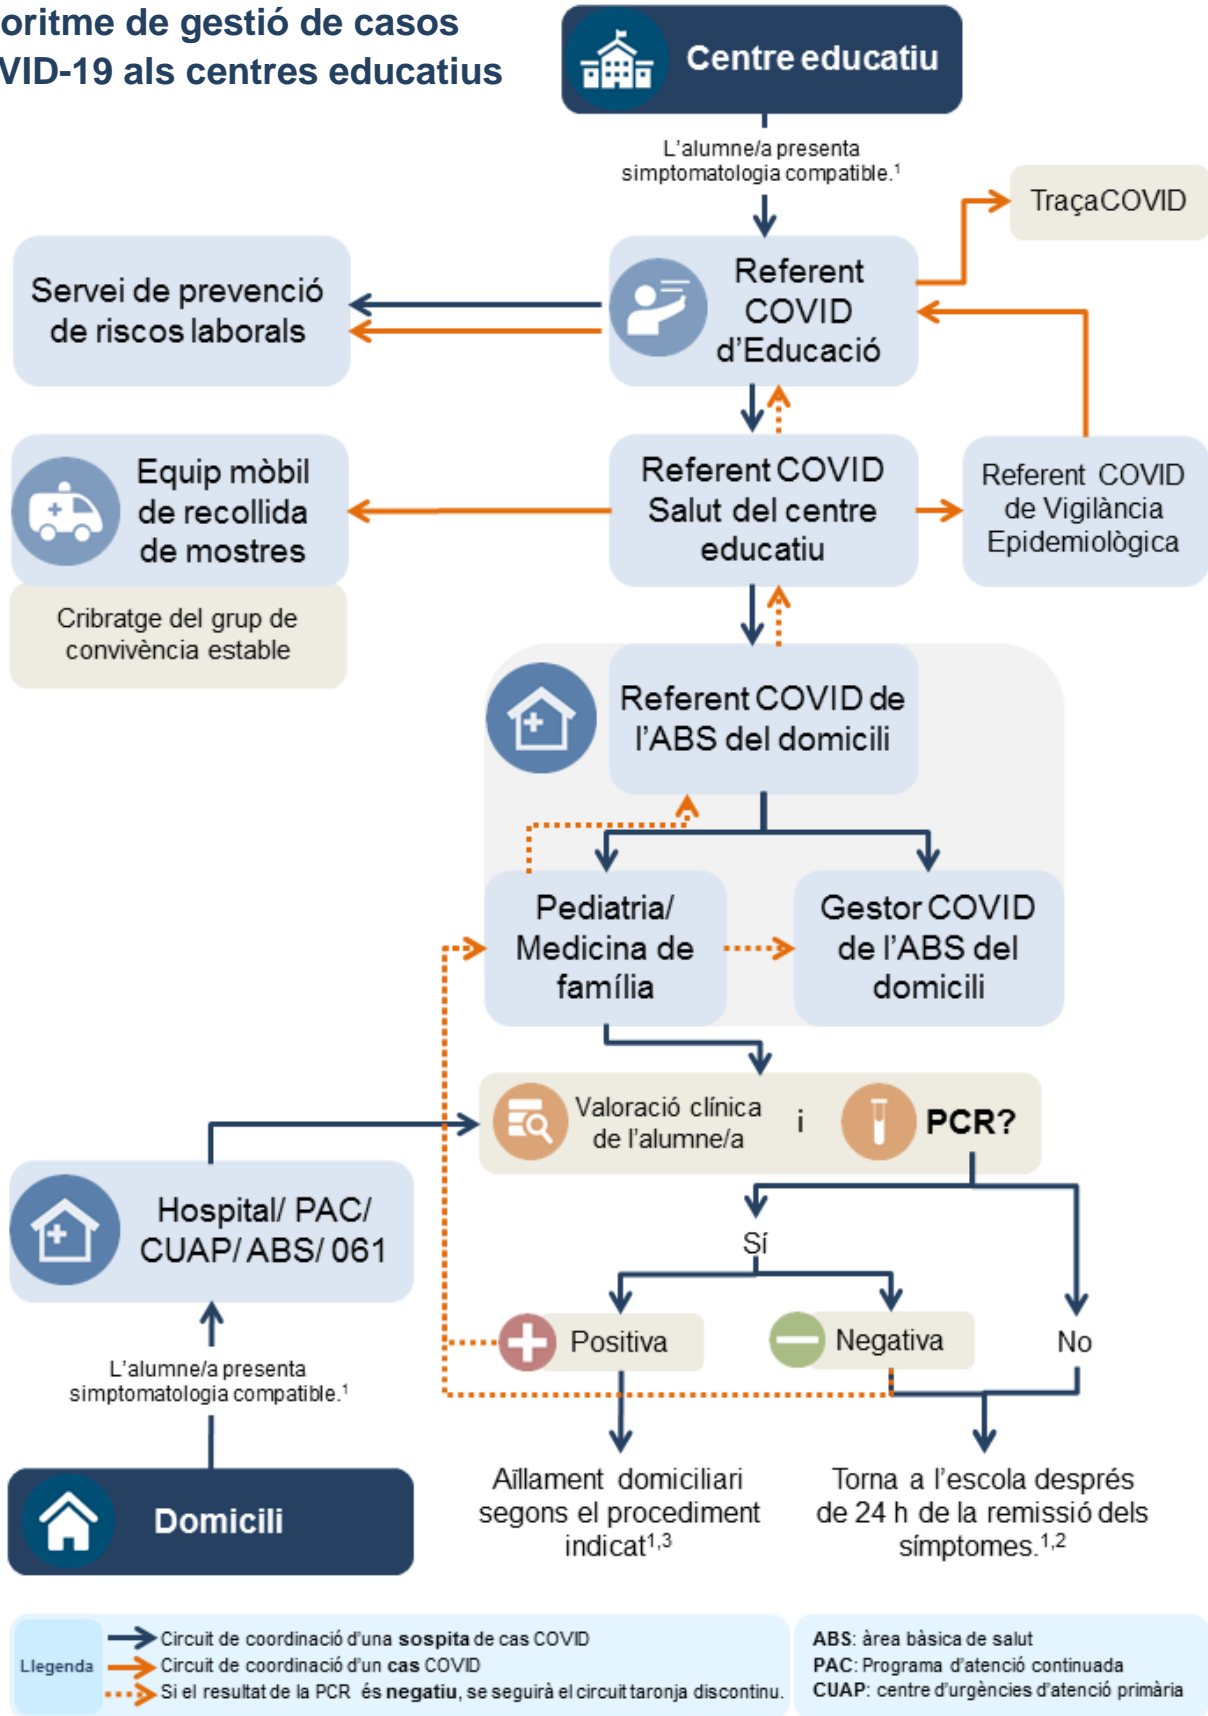 oritme de gestió de casos
VID-19 als centres educatius
Centre educatiu
L'alumne/a presenta
simptomatologia compatible.¹
TraçaCOVID
Servei de prevenció
de riscos laborals
Referent
COVID
d'Educació
Equip mòbil
de recollida
de mostres
Cribratge del grup de
convivència estable
Referent COVID
Salut del centre
educatiu
Referent COVID
de Vigilància
Epidemiològica
Referent COVID de
l'ABS del domicili
Pediatria/
Medicina de
família
Gestor COVID
de l'ABS del
domicili
Valoració clínica
de l'alumne/a
i
PCR?
Hospital/ PAC/
CUAP/ ABS/ 061
Sí
Positiva
Negativa
No
L'alumne/a presenta
simptomatologia compatible.¹
Domicili
Aïllament domiciliari
segons el procediment
indicat¹,³
Torna a l'escola després
de 24 h de la remissió dels
símptomes.¹,²
Llegenda
Circuit de coordinació d'una sospita de cas COVID
Circuit de coordinació d'un cas COVID
Si el resultat de la PCR és negatiu, se seguirà el circuit taronja discontinu.
ABS: àrea bàsica de salut
PAC: Programa d'atenció continuada
CUAP: centre d'urgències d'atenció primària